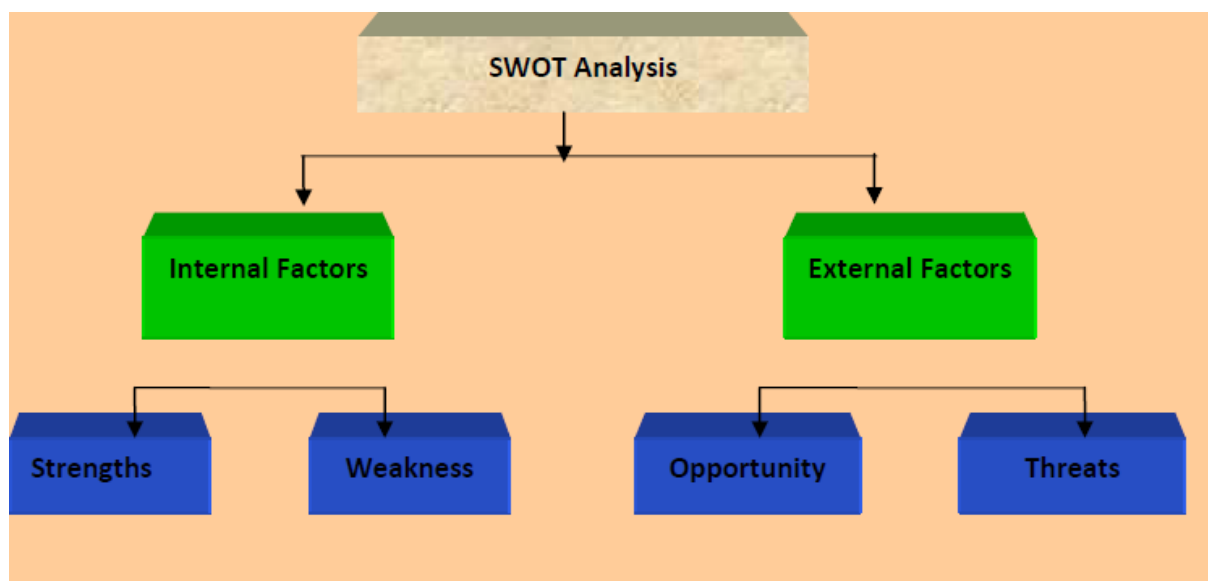 SWOT Analysis
Internal Factors
External Factors
Strengths
Weakness
Opportunity
Threats